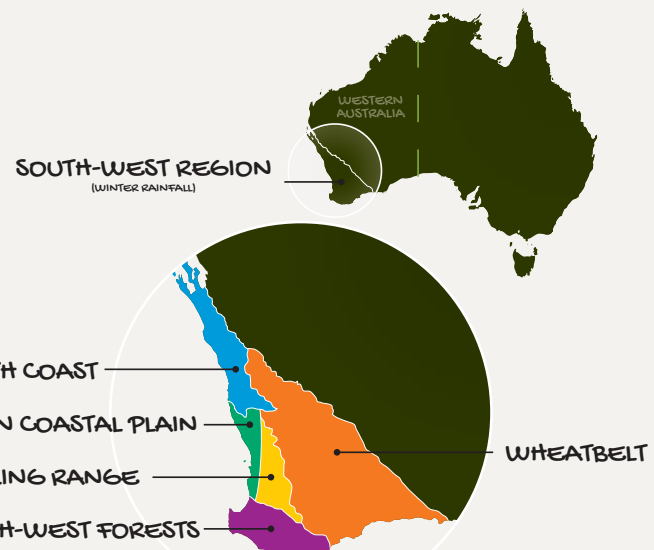 WESTERN
AUSTRALIA
SOUTH-WEST REGION
(WINTER RAINFALL)
H COAST
N COASTAL PLAIN
WHEATBELT
ING RANGE
H-WEST FORESTS